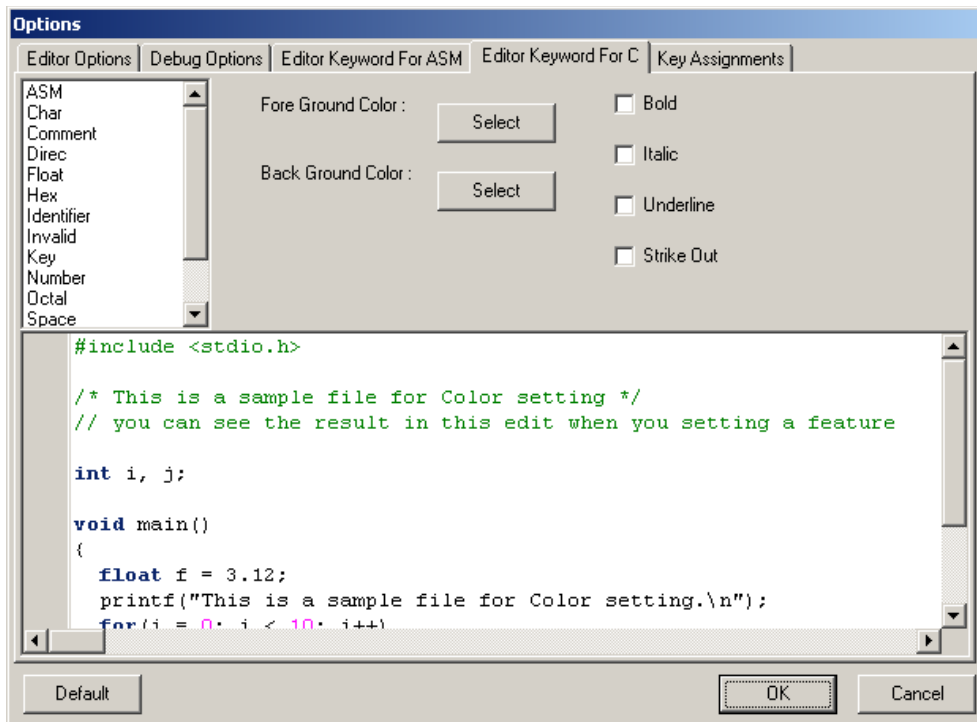 Options
Editor Options Debug Options Editor Keyword For ASM Editor Keyword For C Key Assignments
ASM
Char
Comment
Direc
Float
Hex
Identifier
Invalid
Key
Number
Octal
Space
Fore Ground Color :
Select
Back Ground Color :
Select
Bold
Italic
Underline
Strike Out
#include <stdio.h>
/* This is a sample file for Color setting */
// you can see the result in this edit when you setting a feature
int i, j;
void main()
{
float f = 3.12;
printf("This is a sample file for Color setting.\n");
for(i = 0; i < 10; i++)
Default
OK
Cancel